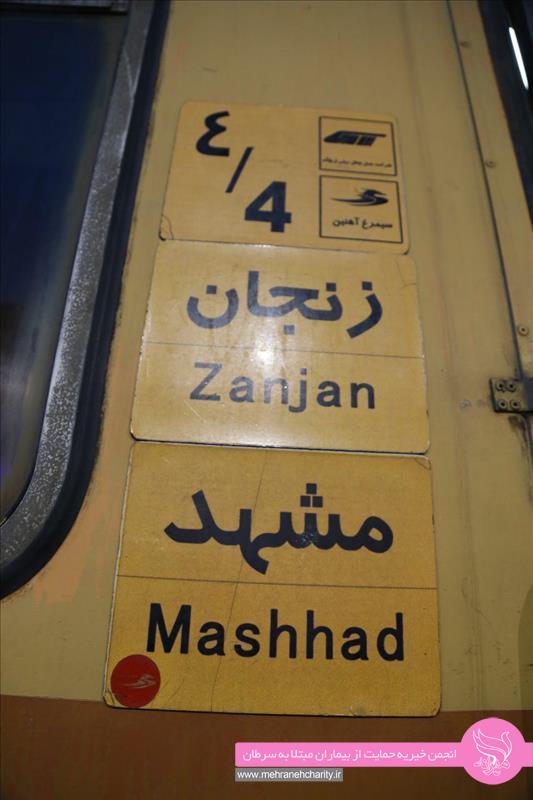 ٤/4
GT
سیمرغ آهنین
زنجان
Zanjan
مشهد
Mashhad
انجمن خیریه حمایت از بیماران مبتلا به سرطان
www.mehranehcharity.ir